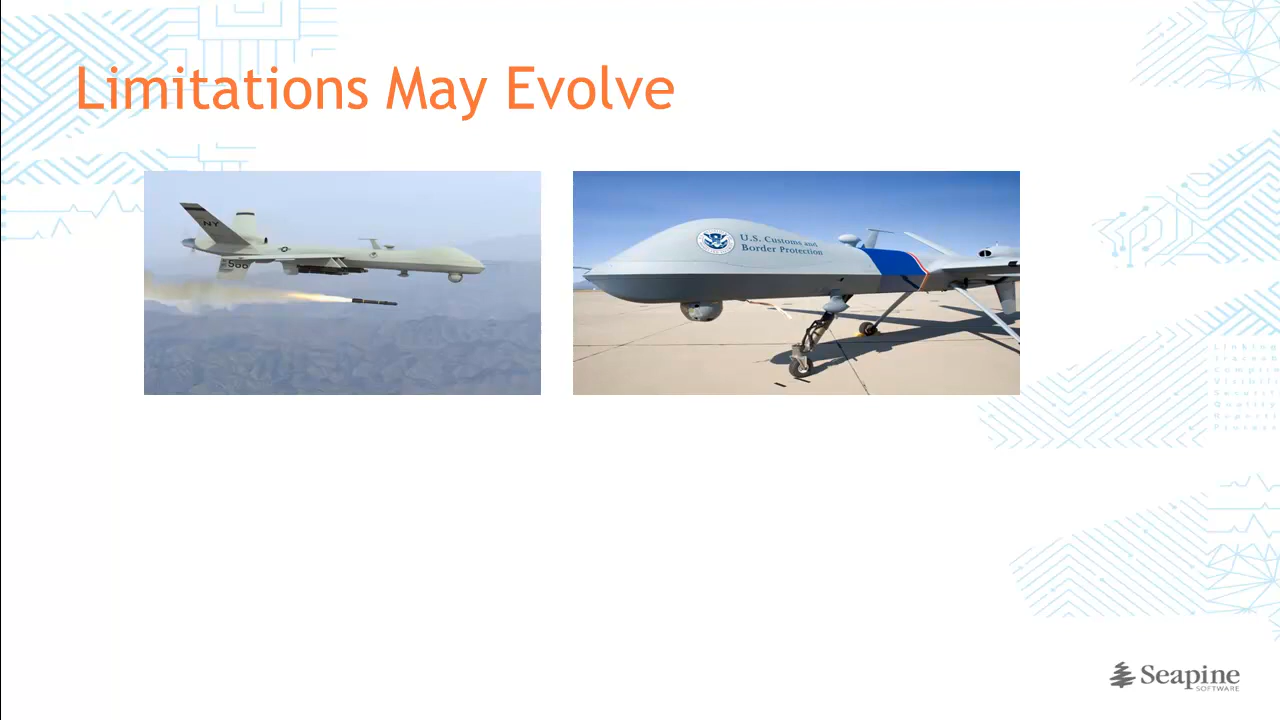 Limitations May Evolve
NY
U.S. Customs and
Border Protection
Seapine
SOFTWARE